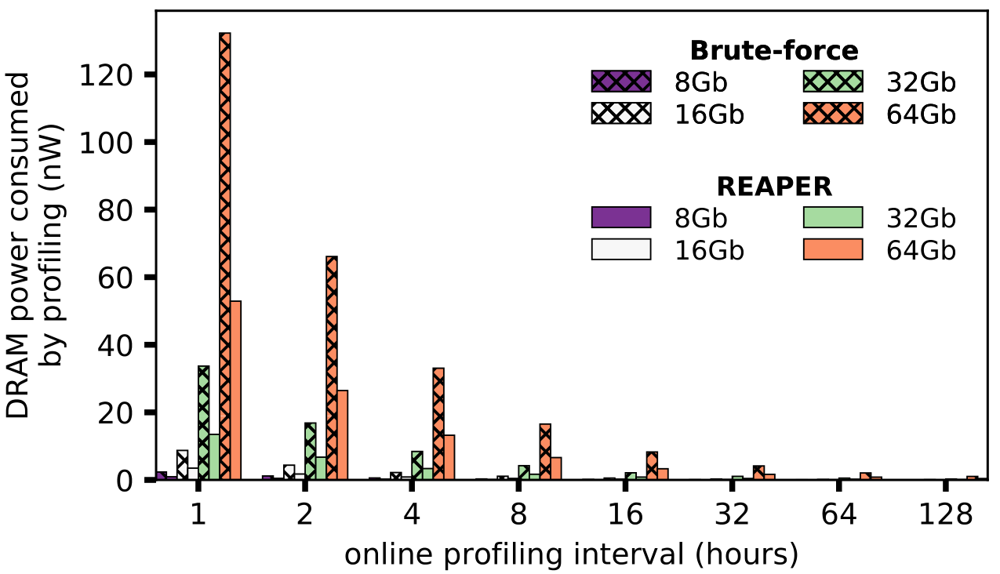 DRAM power consumed
by profiling (nW)
120
100
80
60
40
20
0
Brute-force
8Gb 32Gb
16Gb 64Gb
REAPER
8Gb 32Gb
16Gb 64Gb
1 2 4 8 16 32 64 128
online profiling interval (hours)